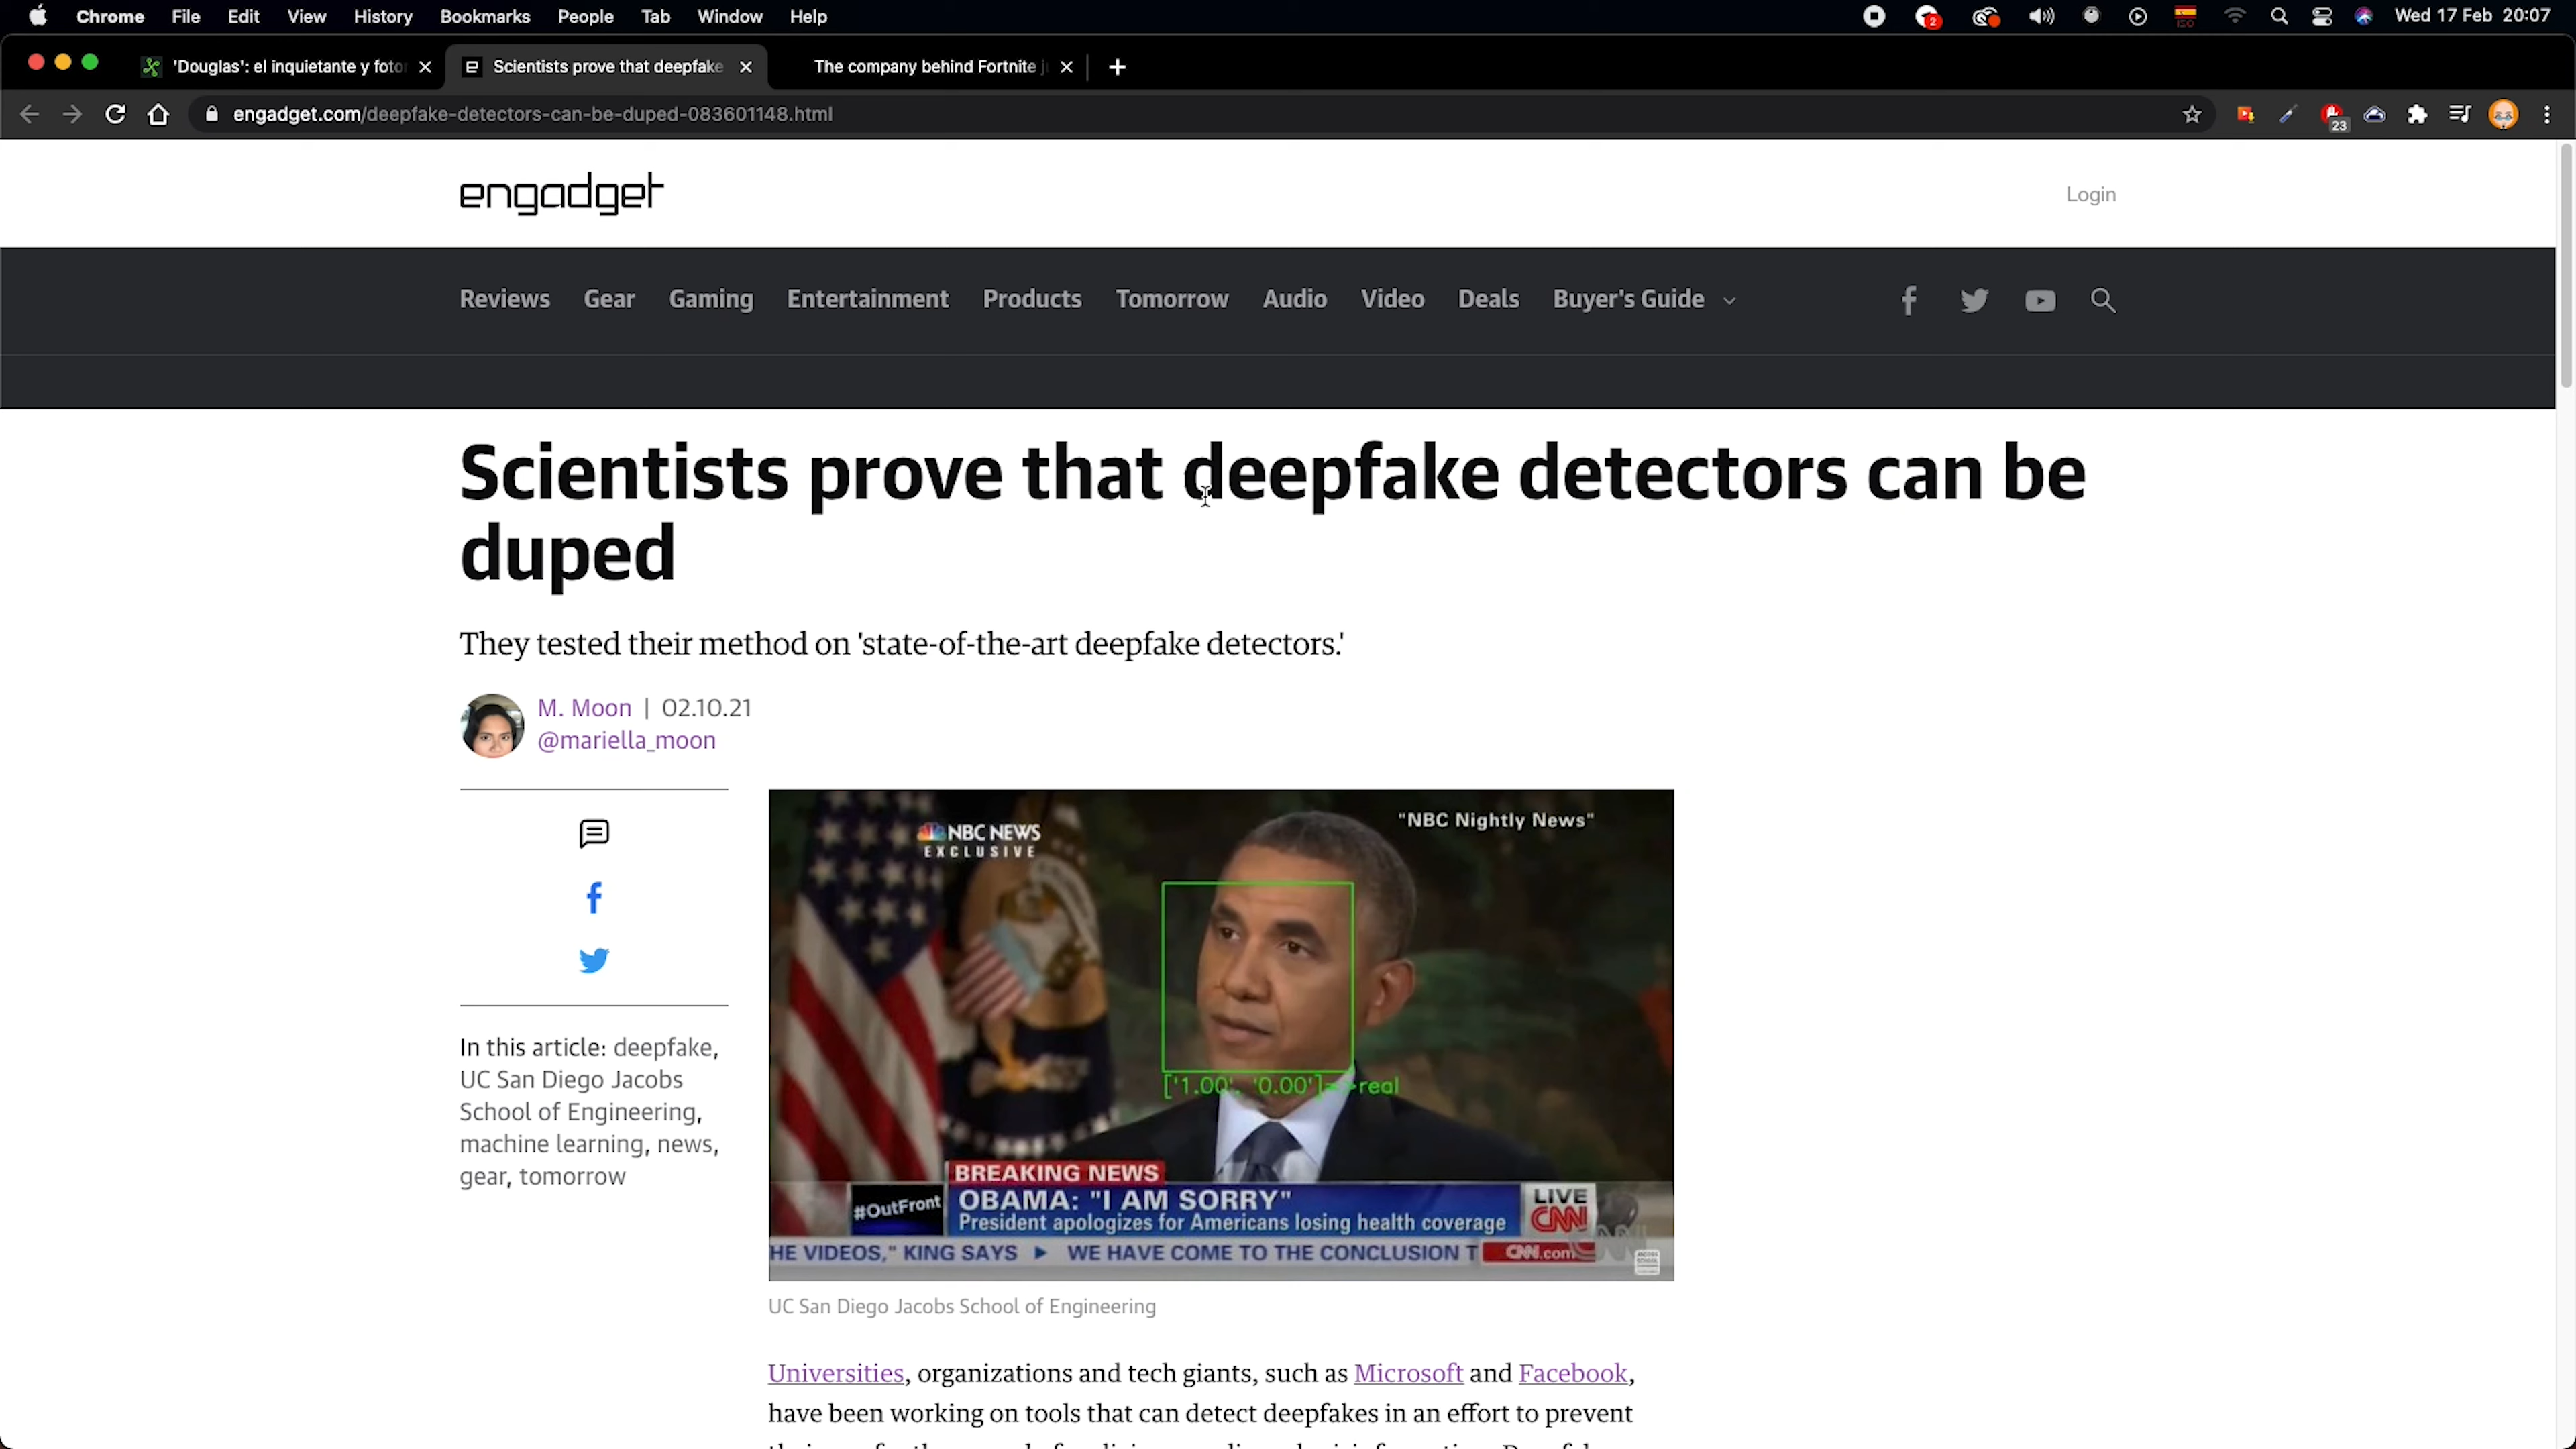 Chrome File Edit View History Bookmarks People Tab Window Help
2
ISO
Wed 17 Feb 20:07
'Douglas': el inquietante y foto
Scientists prove that deepfake
The company behind Fortnite j
engadget.com/deepfake-detectors-can-be-duped-083601148.html
23
engadget
Login
Reviews Gear Gaming Entertainment Products Tomorrow Audio Video Deals Buyer's Guide
Scientists prove that deepfake detectors can be
duped
They tested their method on 'state-of-the-art deepfake detectors.'
M. Moon | 02.10.21
@mariella_moon
In this article: deepfake,
UC San Diego Jacobs
School of Engineering,
machine learning, news,
gear, tomorrow
NBC NEWS
EXCLUSIVE
"NBC Nightly News"
['1.00', '0.00']=>real
BREAKING NEWS
#OutFront
OBAMA: "I AM SORRY"
President apologizes for Americans losing health coverage
LIVE
CNN
HE VIDEOS," KING SAYS ▶ WE HAVE COME TO THE CONCLUSION T
CNN.com
UC San Diego Jacobs School of Engineering
Universities, organizations and tech giants, such as Microsoft and Facebook,
have been working on tools that can detect deepfakes in an effort to prevent